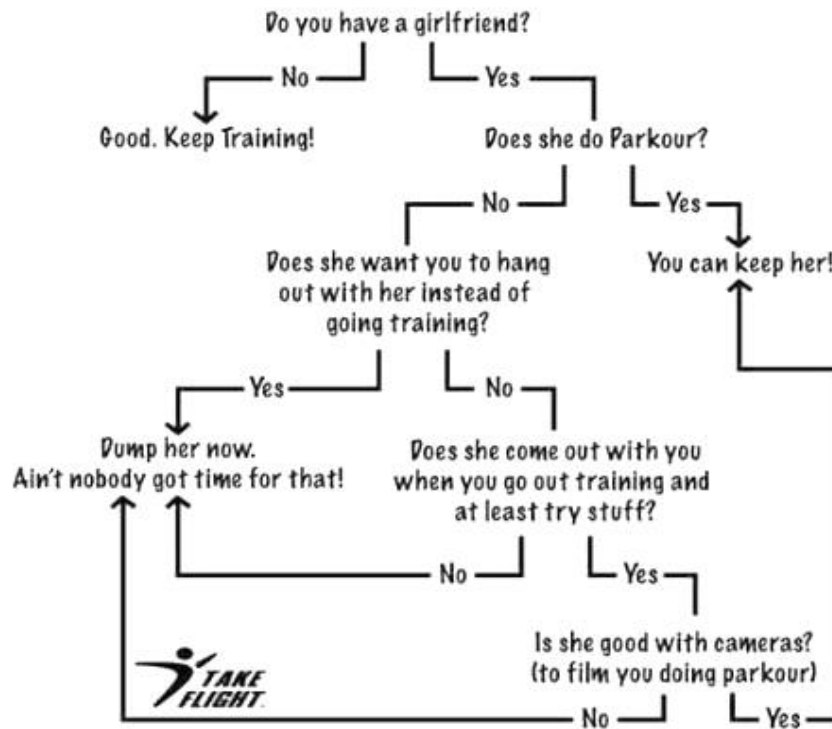 Do you have a girlfriend?
No
Yes
Good. Keep Training!
Does she do Parkour?
No
Yes
Does she want you to hang
out with her instead of
going training?
You can keep her!
Yes
No
Dump her now.
Ain't nobody got time for that!
Does she come out with you
when you go out training and
at least try stuff?
No
Yes
Is she good with cameras?
(to film you doing parkour)
TAKE
FLIGHT
No
Yes